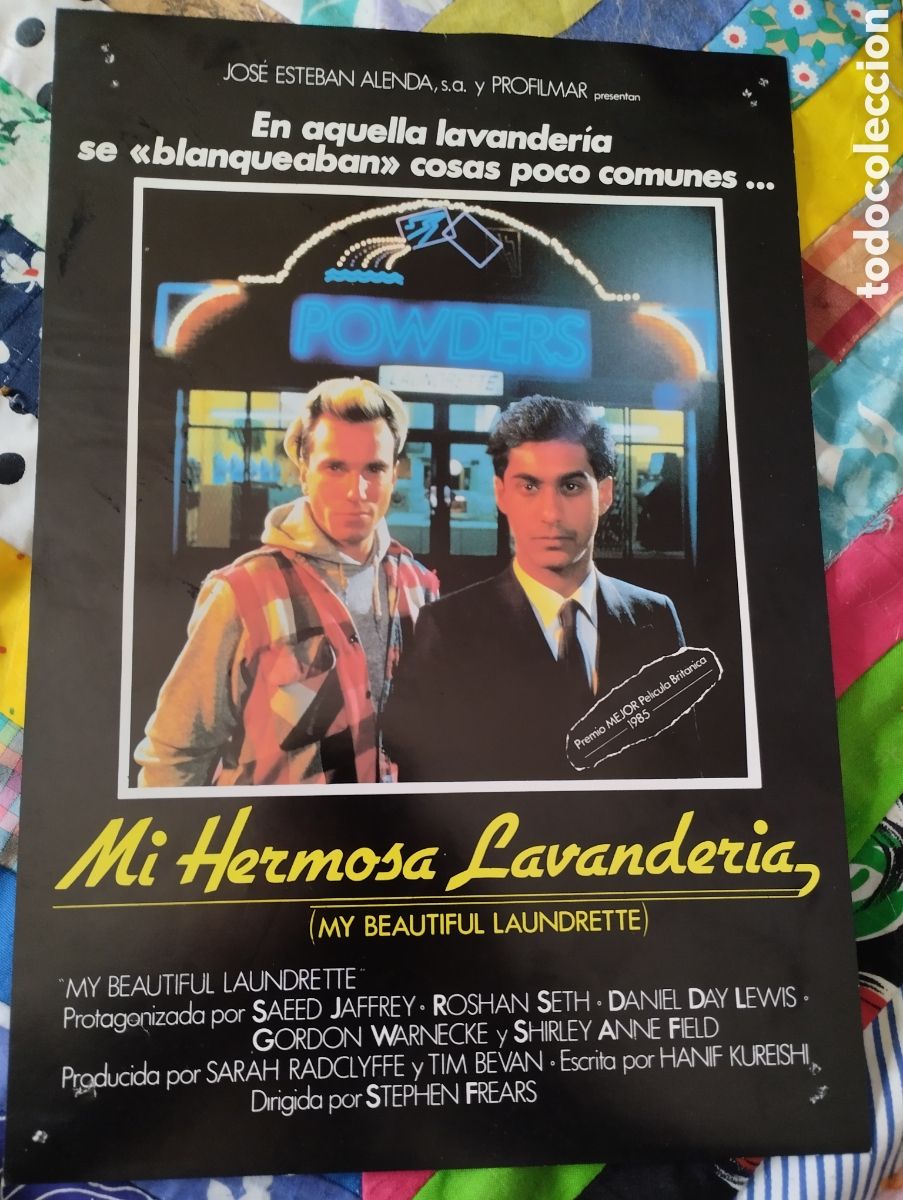 JOSÉ ESTEBAN ALENDA, s.a. y PROFILMAR presentan
En aquella lavandería
se «blanqueaban» cosas poco comunes ...
POWDERS
LAUNDRETTE
Premio MEJOR Película Britanica
1985
Mi Hermosa Lavanderia,
(MY BEAUTIFUL LAUNDRETTE)
"MY BEAUTIFUL LAUNDRETTE"
Protagonizada por SAEED JAFFREY · ROSHAN SETH · DANIEL DAY LEWIS ·
GORDON WARNECKE y SHIRLEY ANNE FIELD
Producida por SARAH RADCLYFFE y TIM BEVAN · Escrita por HANIF KUREISHI
Dirigida por STEPHEN FREARS
todocoleccion